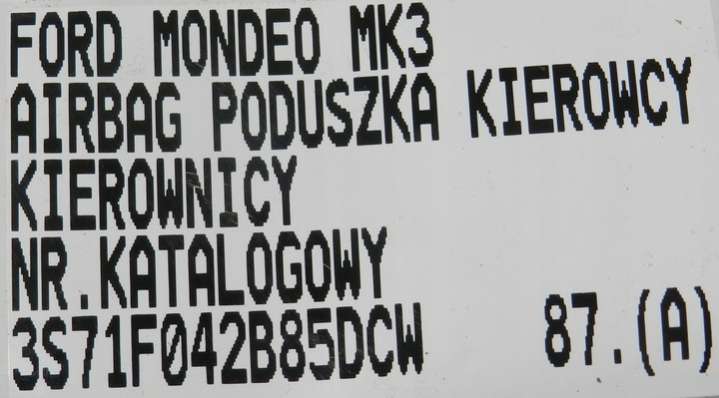 FORD MONDEO MK3
AIRBAG PODUSZKA KIEROWCY
KIEROWNICY
NR.KATALOGOWY
3S71F042B85DCW 87.(A)